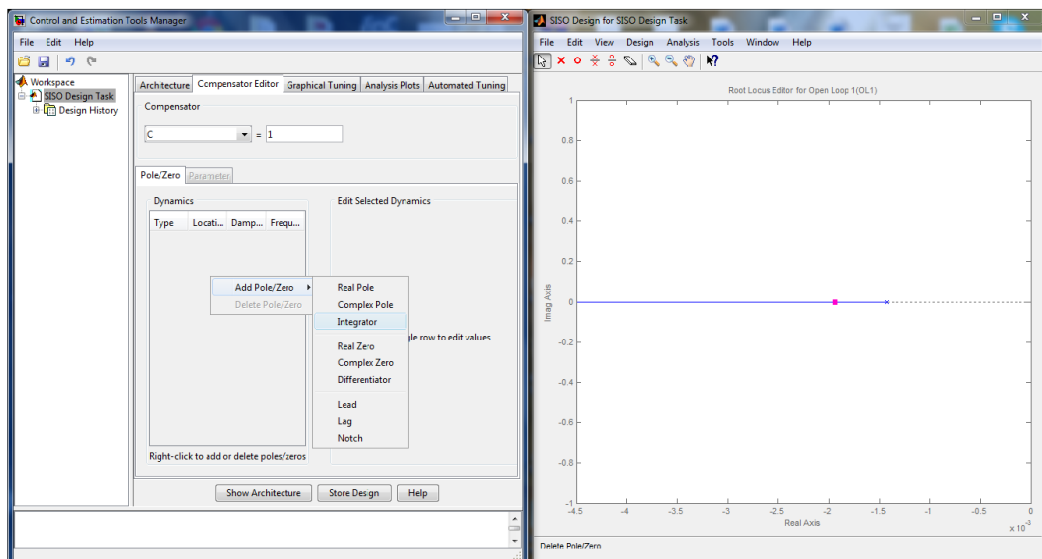 Control and Estimation Tools Manager
File Edit Help
Workspace
SISO Design Task
Design History
Architecture Compensator Editor Graphical Tuning Analysis Plots Automated Tuning
Compensator
C = 1
Pole/Zero Parameter
Dynamics
Type Locati... Damp... Frequ...
Edit Selected Dynamics
Add Pole/Zero
Delete Pole/Zero
Real Pole
Complex Pole
Integrator
Real Zero
Complex Zero
Differentiator
Lead
Lag
Notch
gle row to edit values
Right-click to add or delete poles/zeros
Show Architecture Store Design Help
SISO Design for SISO Design Task
File Edit View Design Analysis Tools Window Help
Root Locus Editor for Open Loop 1(OL1)
1
0.8
0.6
0.4
0.2
0
-0.2
-0.4
-0.6
-0.8
-1
Imag Axis
-4.5 -4 -3.5 -3 -2.5 -2 -1.5 -1 -0.5 0
Real Axis
x 10^-3
Delete Pole/Zero